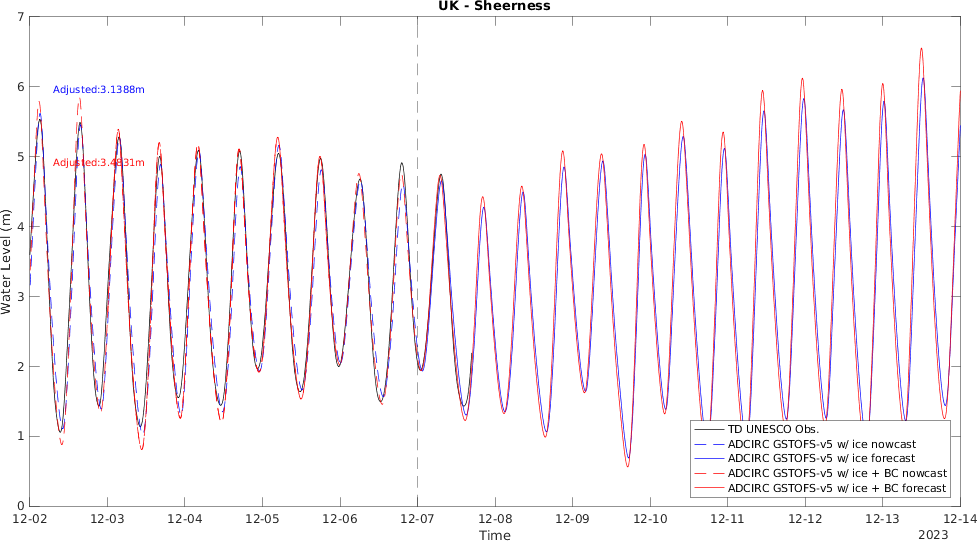 UK - Sheerness
7
6
5
4
3
2
1
0
Water Level (m)
Adjusted:3.1388m
Adjusted:3.4831m
TD UNESCO Obs.
ADCIRC GSTOFS-v5 w/ ice nowcast
ADCIRC GSTOFS-v5 w/ ice forecast
ADCIRC GSTOFS-v5 w/ ice + BC nowcast
ADCIRC GSTOFS-v5 w/ ice + BC forecast
12-02 12-03 12-04 12-05 12-06 12-07 12-08 12-09 12-10 12-11 12-12 12-13 12-14
Time
2023